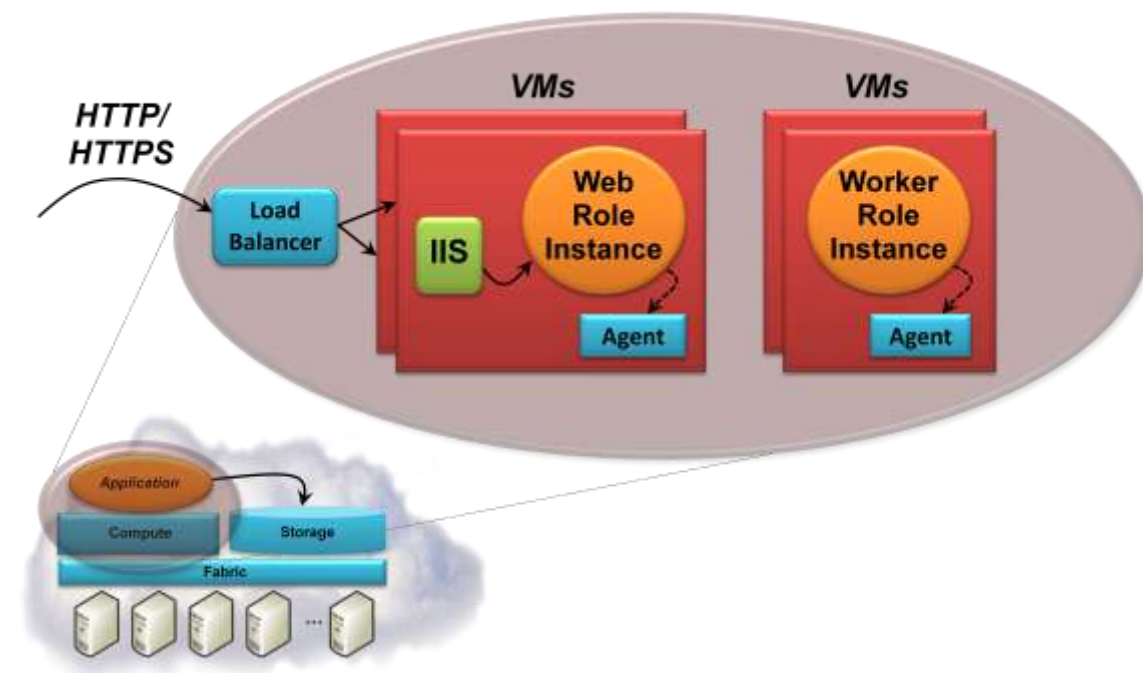 VMs
VMs
HTTP/
HTTPS
Load
Balancer
IIS
Web
Role
Instance
Agent
Worker
Role
Instance
Agent
Application
Compute
Storage
Fabric
...